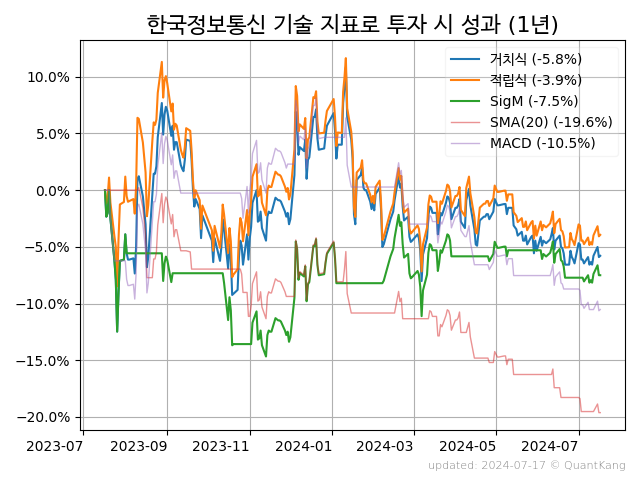 한국정보통신 기술 지표로 투자 시 성과 (1년)
거치식 (-5.8%)
적립식 (-3.9%)
SigM (-7.5%)
SMA(20) (-19.6%)
MACD (-10.5%)
10.0%
5.0%
0.0%
−5.0%
−10.0%
−15.0%
−20.0%
2023-07 2023-09 2023-11 2024-01 2024-03 2024-05 2024-07
updated: 2024-07-17 © QuantKang